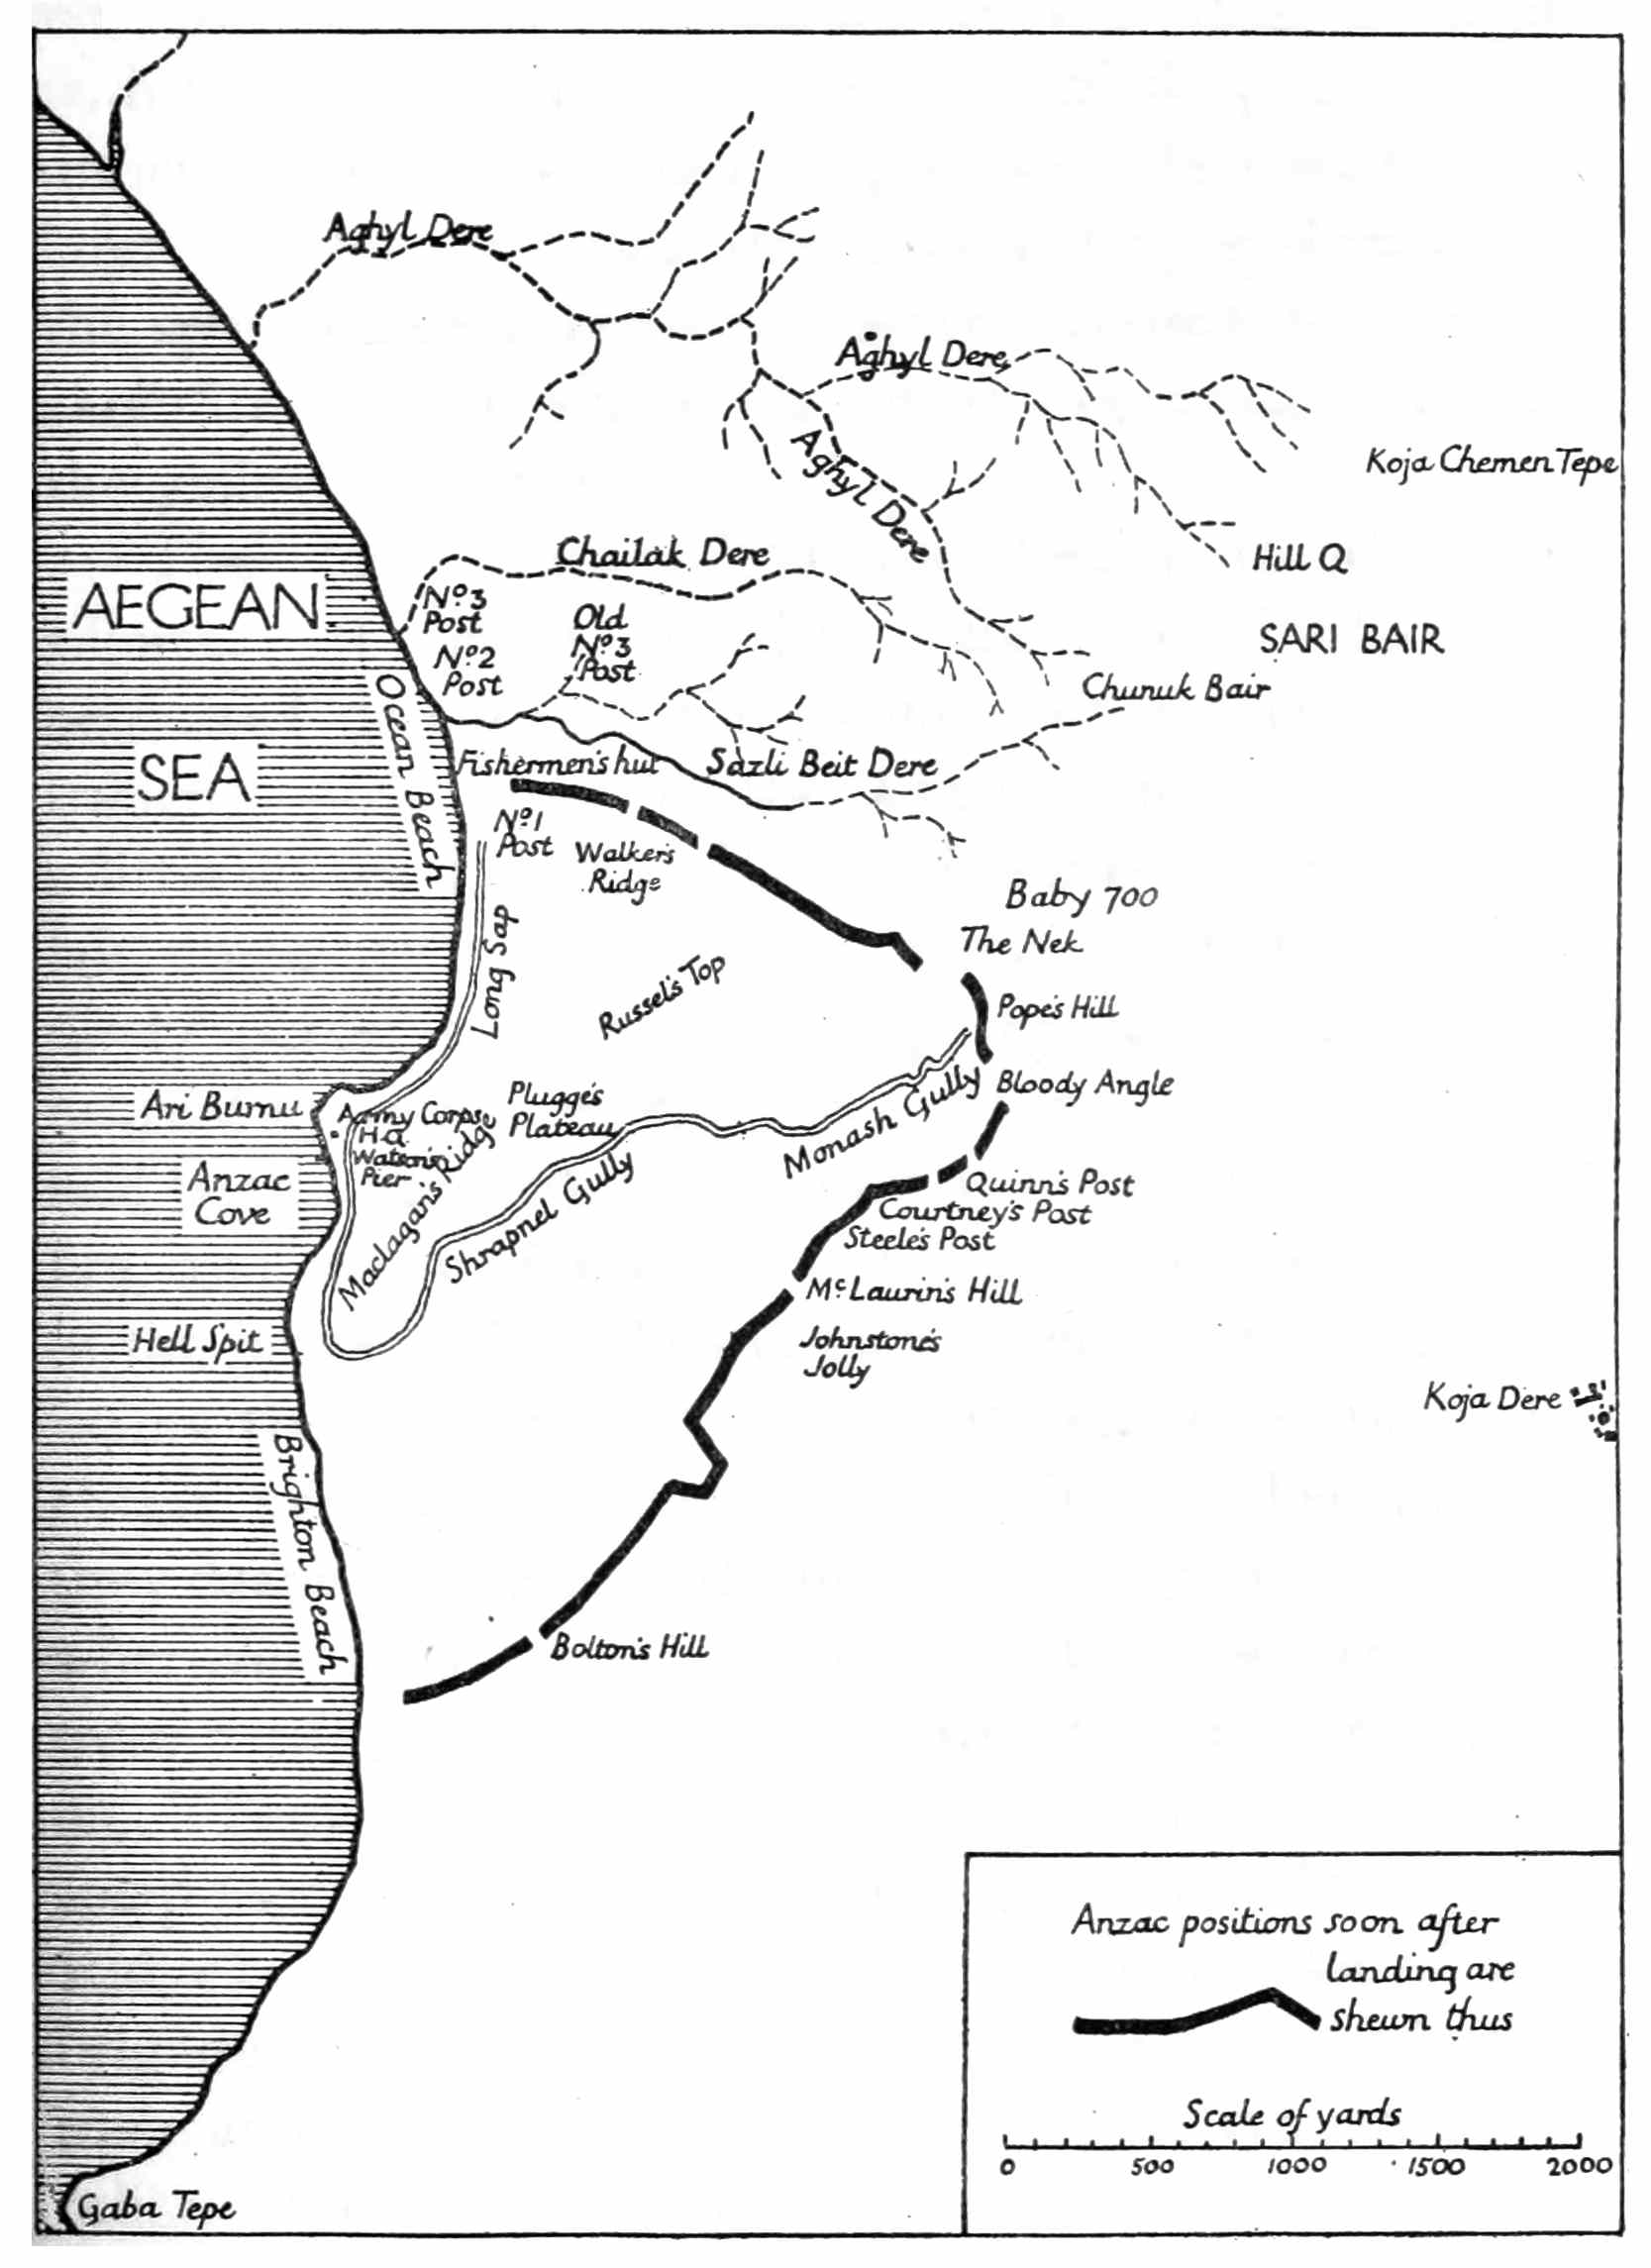 Aghyl Dere
Aghyl Dere
Aghyl Dere
Koja Chemen Tepe
Hill Q
Chailak Dere
SARI BAIR
Chunuk Bair
No. 3
Post
Old
No. 3
Post
No. 2
Post
AEGEAN
SEA
Ocean Beach
Fishermen's hut
Sazli Beit Dere
No. 1
Post
Walker's
Ridge
Baby 700
The Nek
Long Sap
Russel's Top
Pope's Hill
Bloody Angle
Monash Gully
Ari Burnu
Army Corps
H.Q.
Plugge's
Plateau
Watson's
Pier
Maclagan's Ridge
Anzac
Cove
Shrapnel Gully
Quinn's Post
Courtney's Post
Steele's Post
McLaurin's Hill
Johnstone's
Jolly
Hell Spit
Koja Dere
Brighton Beach
Bolton's Hill
Gaba Tepe
Anzac positions soon after
landing are
shewn thus
Scale of yards
0 500 1000 1500 2000